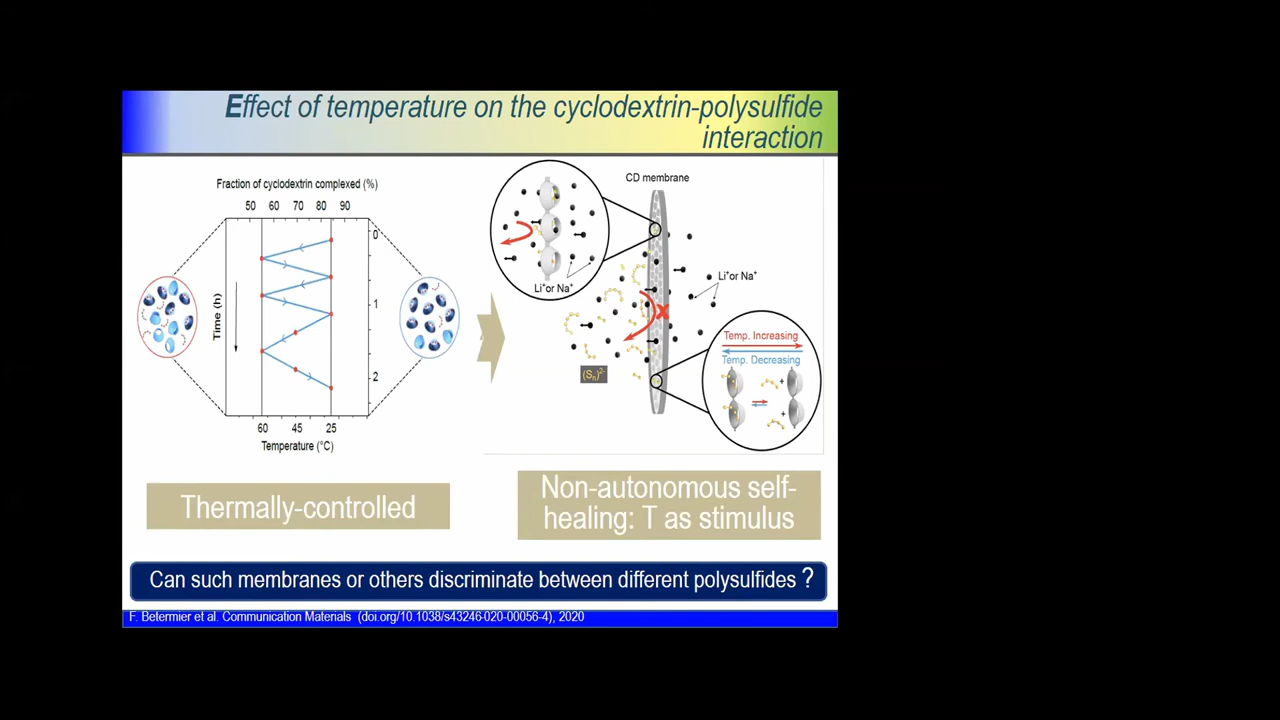 Effect of temperature on the cyclodextrin-polysulfide
interaction
Fraction of cyclodextrin complexed (%)
50 60 70 80 90
0
1
2
Time (h)
60 45 25
Temperature (°C)
CD membrane
Li⁺or Na⁺
Li⁺or Na⁺
(Sₙ)²⁻
Temp. Increasing
Temp. Decreasing
+
+
Thermally-controlled
Non-autonomous self-
healing: T as stimulus
Can such membranes or others discriminate between different polysulfides ?
F. Betermier et al. Communication Materials (doi.org/10.1038/s43246-020-00056-4), 2020